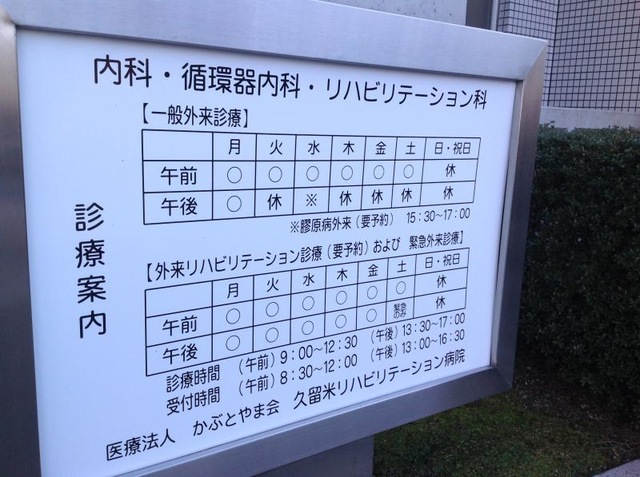 内科・循環器内科・リハビリテーション科
診療案内
【一般外来診療】
月 火 水 木 金 土 日・祝日
午前 ○ ○ ○ ○ ○ ○ 休
午後 ○ 休 ※ 休 休 休 休
※膠原病外来（要予約） 15：30～17：00
【外来リハビリテーション診療（要予約）および 緊急外来診療】
月 火 水 木 金 土 日・祝日
午前 ○ ○ ○ ○ ○ ○ 休
午後 ○ ○ ○ ○ ○ 緊急のみ 休
診療時間 （午前）9：00～12：30 （午後）13：30～17：00
受付時間 （午前）8：30～12：00 （午後）13：00～16：30
医療法人 かぶとやま会 久留米リハビリテーション病院